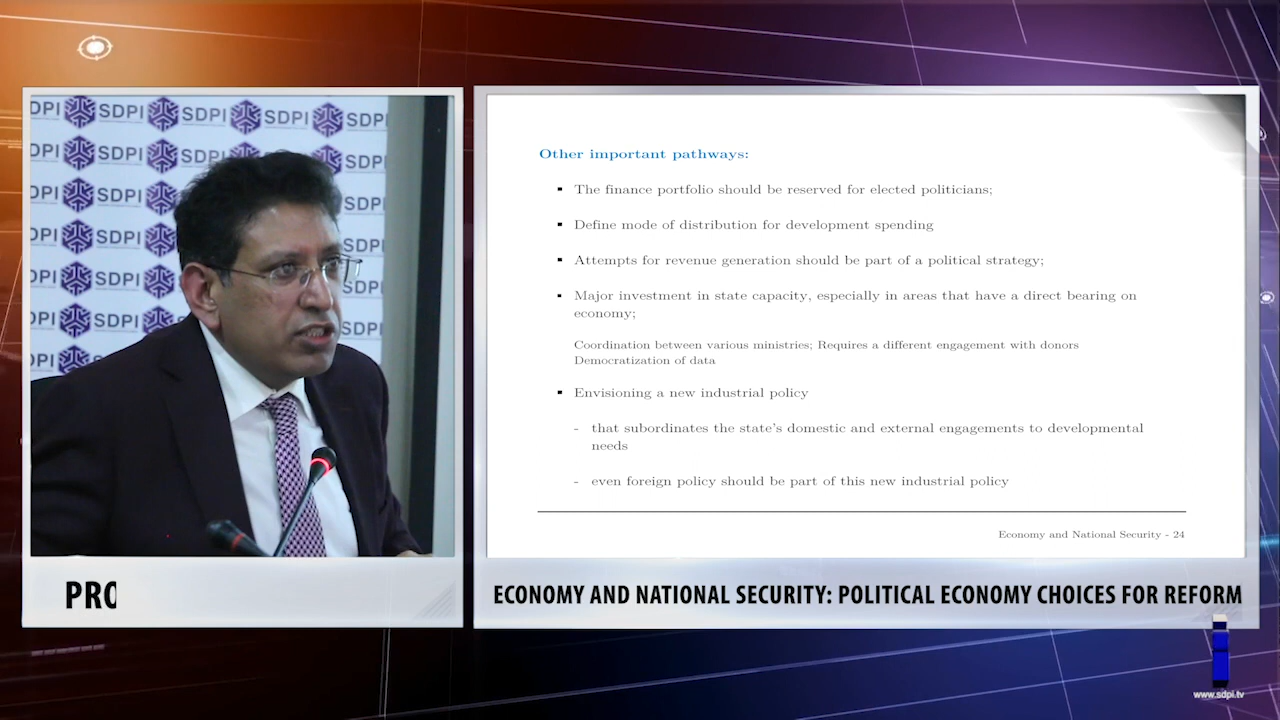 SDPI SDPI SDPI SDPI SDPI
Other important pathways:
▪ The finance portfolio should be reserved for elected politicians;
▪ Define mode of distribution for development spending
▪ Attempts for revenue generation should be part of a political strategy;
▪ Major investment in state capacity, especially in areas that have a direct bearing on
economy;
Coordination between various ministries; Requires a different engagement with donors
Democratization of data
▪ Envisioning a new industrial policy
- that subordinates the state's domestic and external engagements to developmental
needs
- even foreign policy should be part of this new industrial policy
Economy and National Security - 24
PRO
ECONOMY AND NATIONAL SECURITY: POLITICAL ECONOMY CHOICES FOR REFORM
www.sdpi.tv